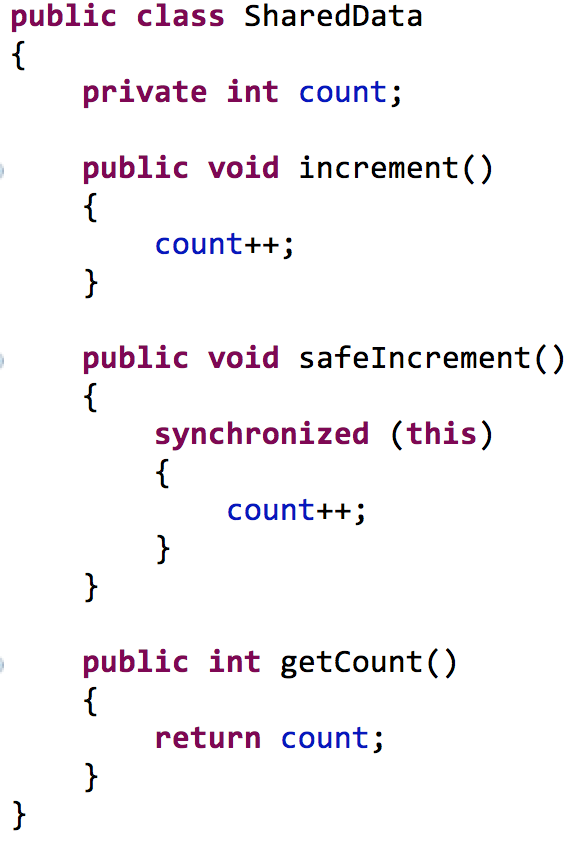 public class SharedData
{
    private int count;

    public void increment()
    {
        count++;
    }

    public void safeIncrement()
    {
        synchronized (this)
        {
            count++;
        }
    }

    public int getCount()
    {
        return count;
    }
}